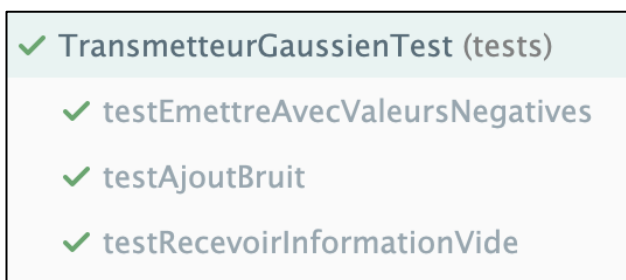 TransmetteurGaussienTest (tests)
testEmettreAvecValeursNegatives
testAjoutBruit
testRecevoirInformationVide